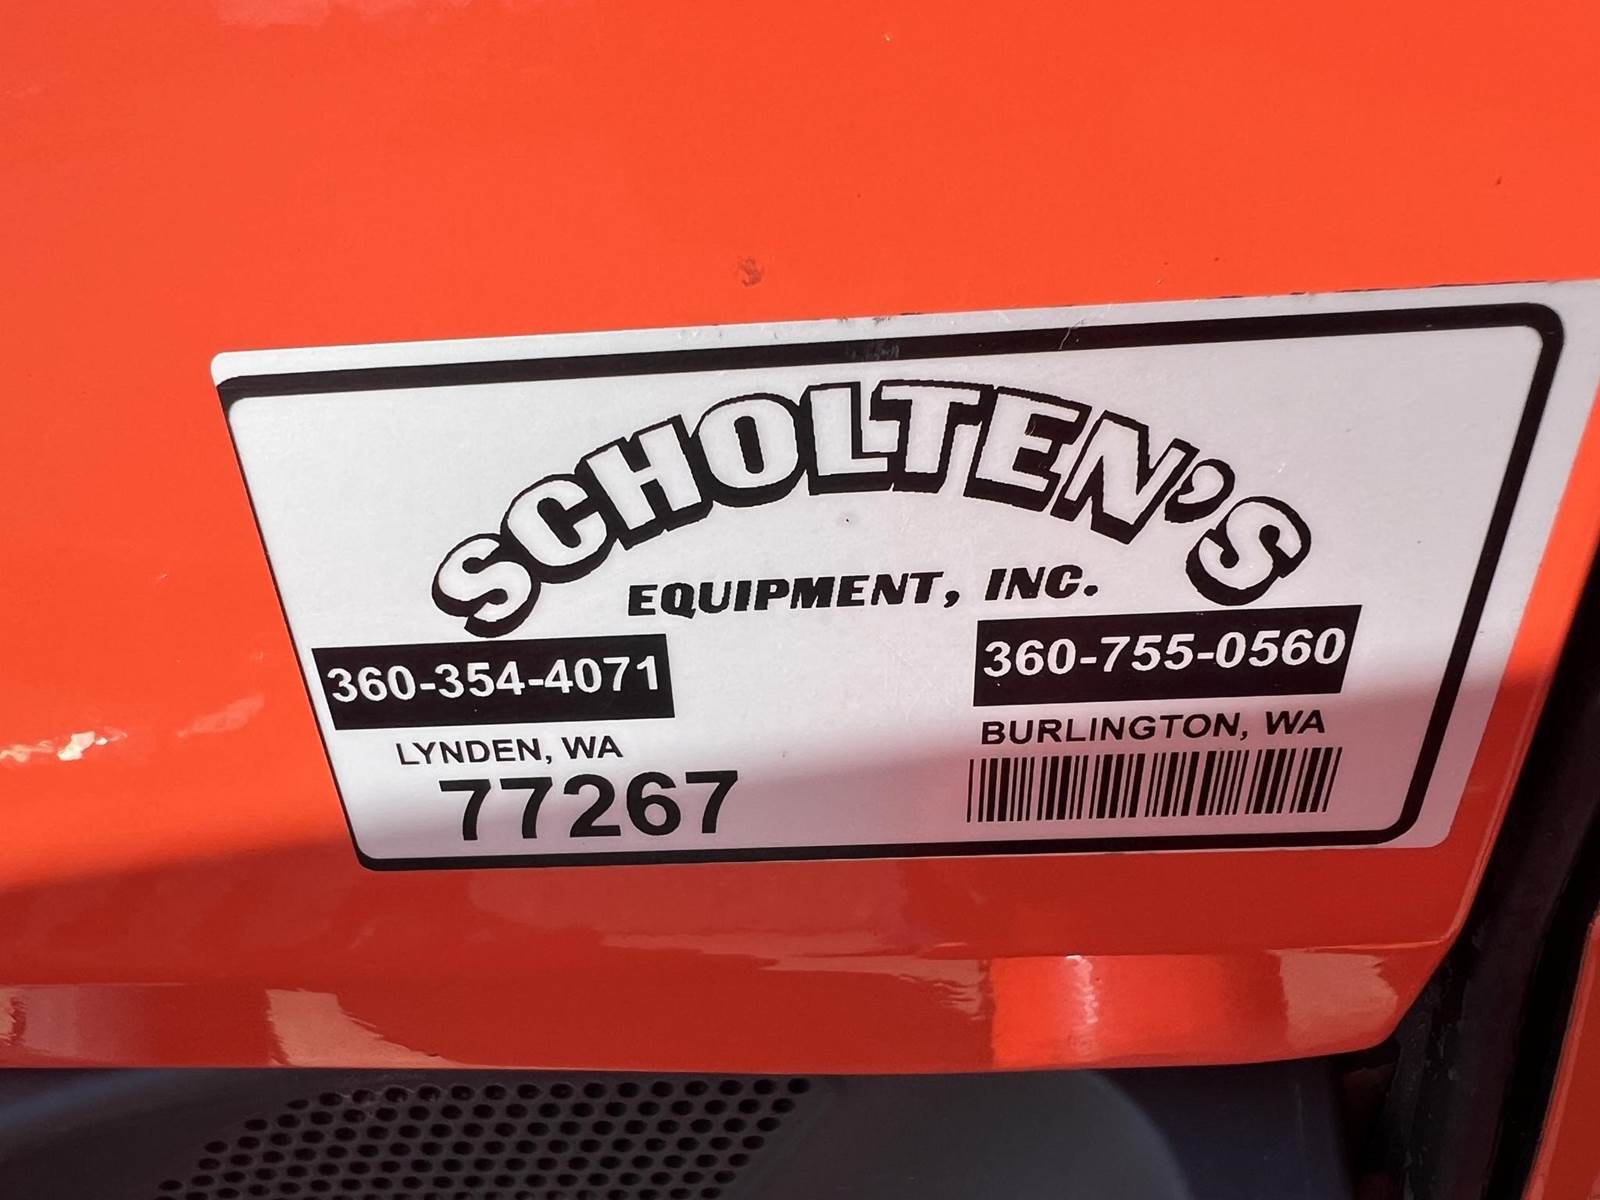 SCHOLTEN'S
EQUIPMENT, INC.
360-354-4071
360-755-0560
LYNDEN, WA
BURLINGTON, WA
77267